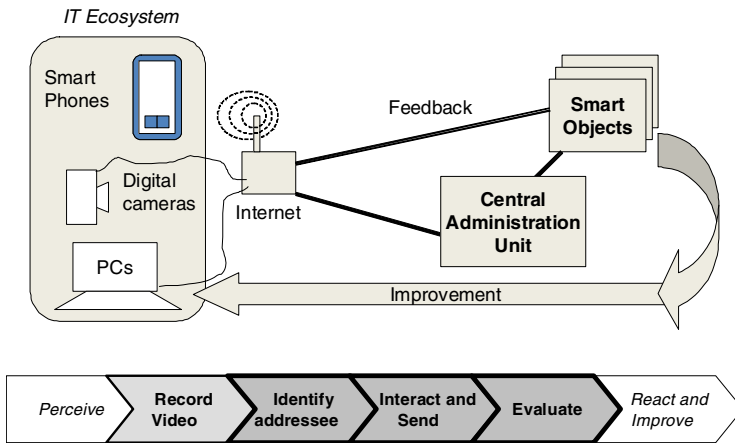 IT Ecosystem
Smart
Phones
Digital
cameras
PCs
Internet
Feedback
Smart
Objects
Central
Administration
Unit
Improvement
Perceive
Record
Video
Identify
addressee
Interact and
Send
Evaluate
React and
Improve